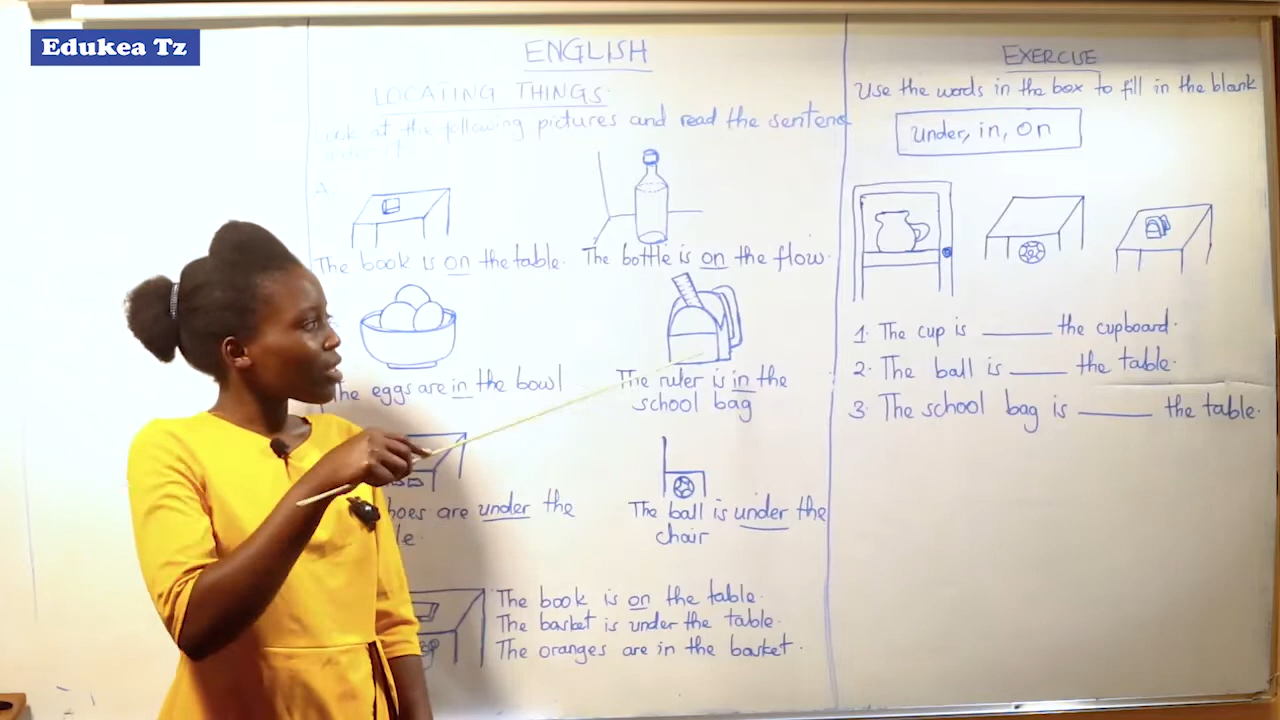 Edukea Tz
ENGLISH
LOCATING THINGS.
at the following pictures and read the sentence
The book is on the table.
The bottle is on the flow.
The eggs are in the bowl
The ruler is in the
school bag
hoes are under the
le.
The ball is under the
chair
The book is on the table.
The basket is under the table.
The oranges are in the basket.
EXERCISE
Use the words in the box to fill in the blank
under, in, on
1. The cup is ______ the cupboard.
2. The ball is ______ the table.
3. The school bag is ______ the table.